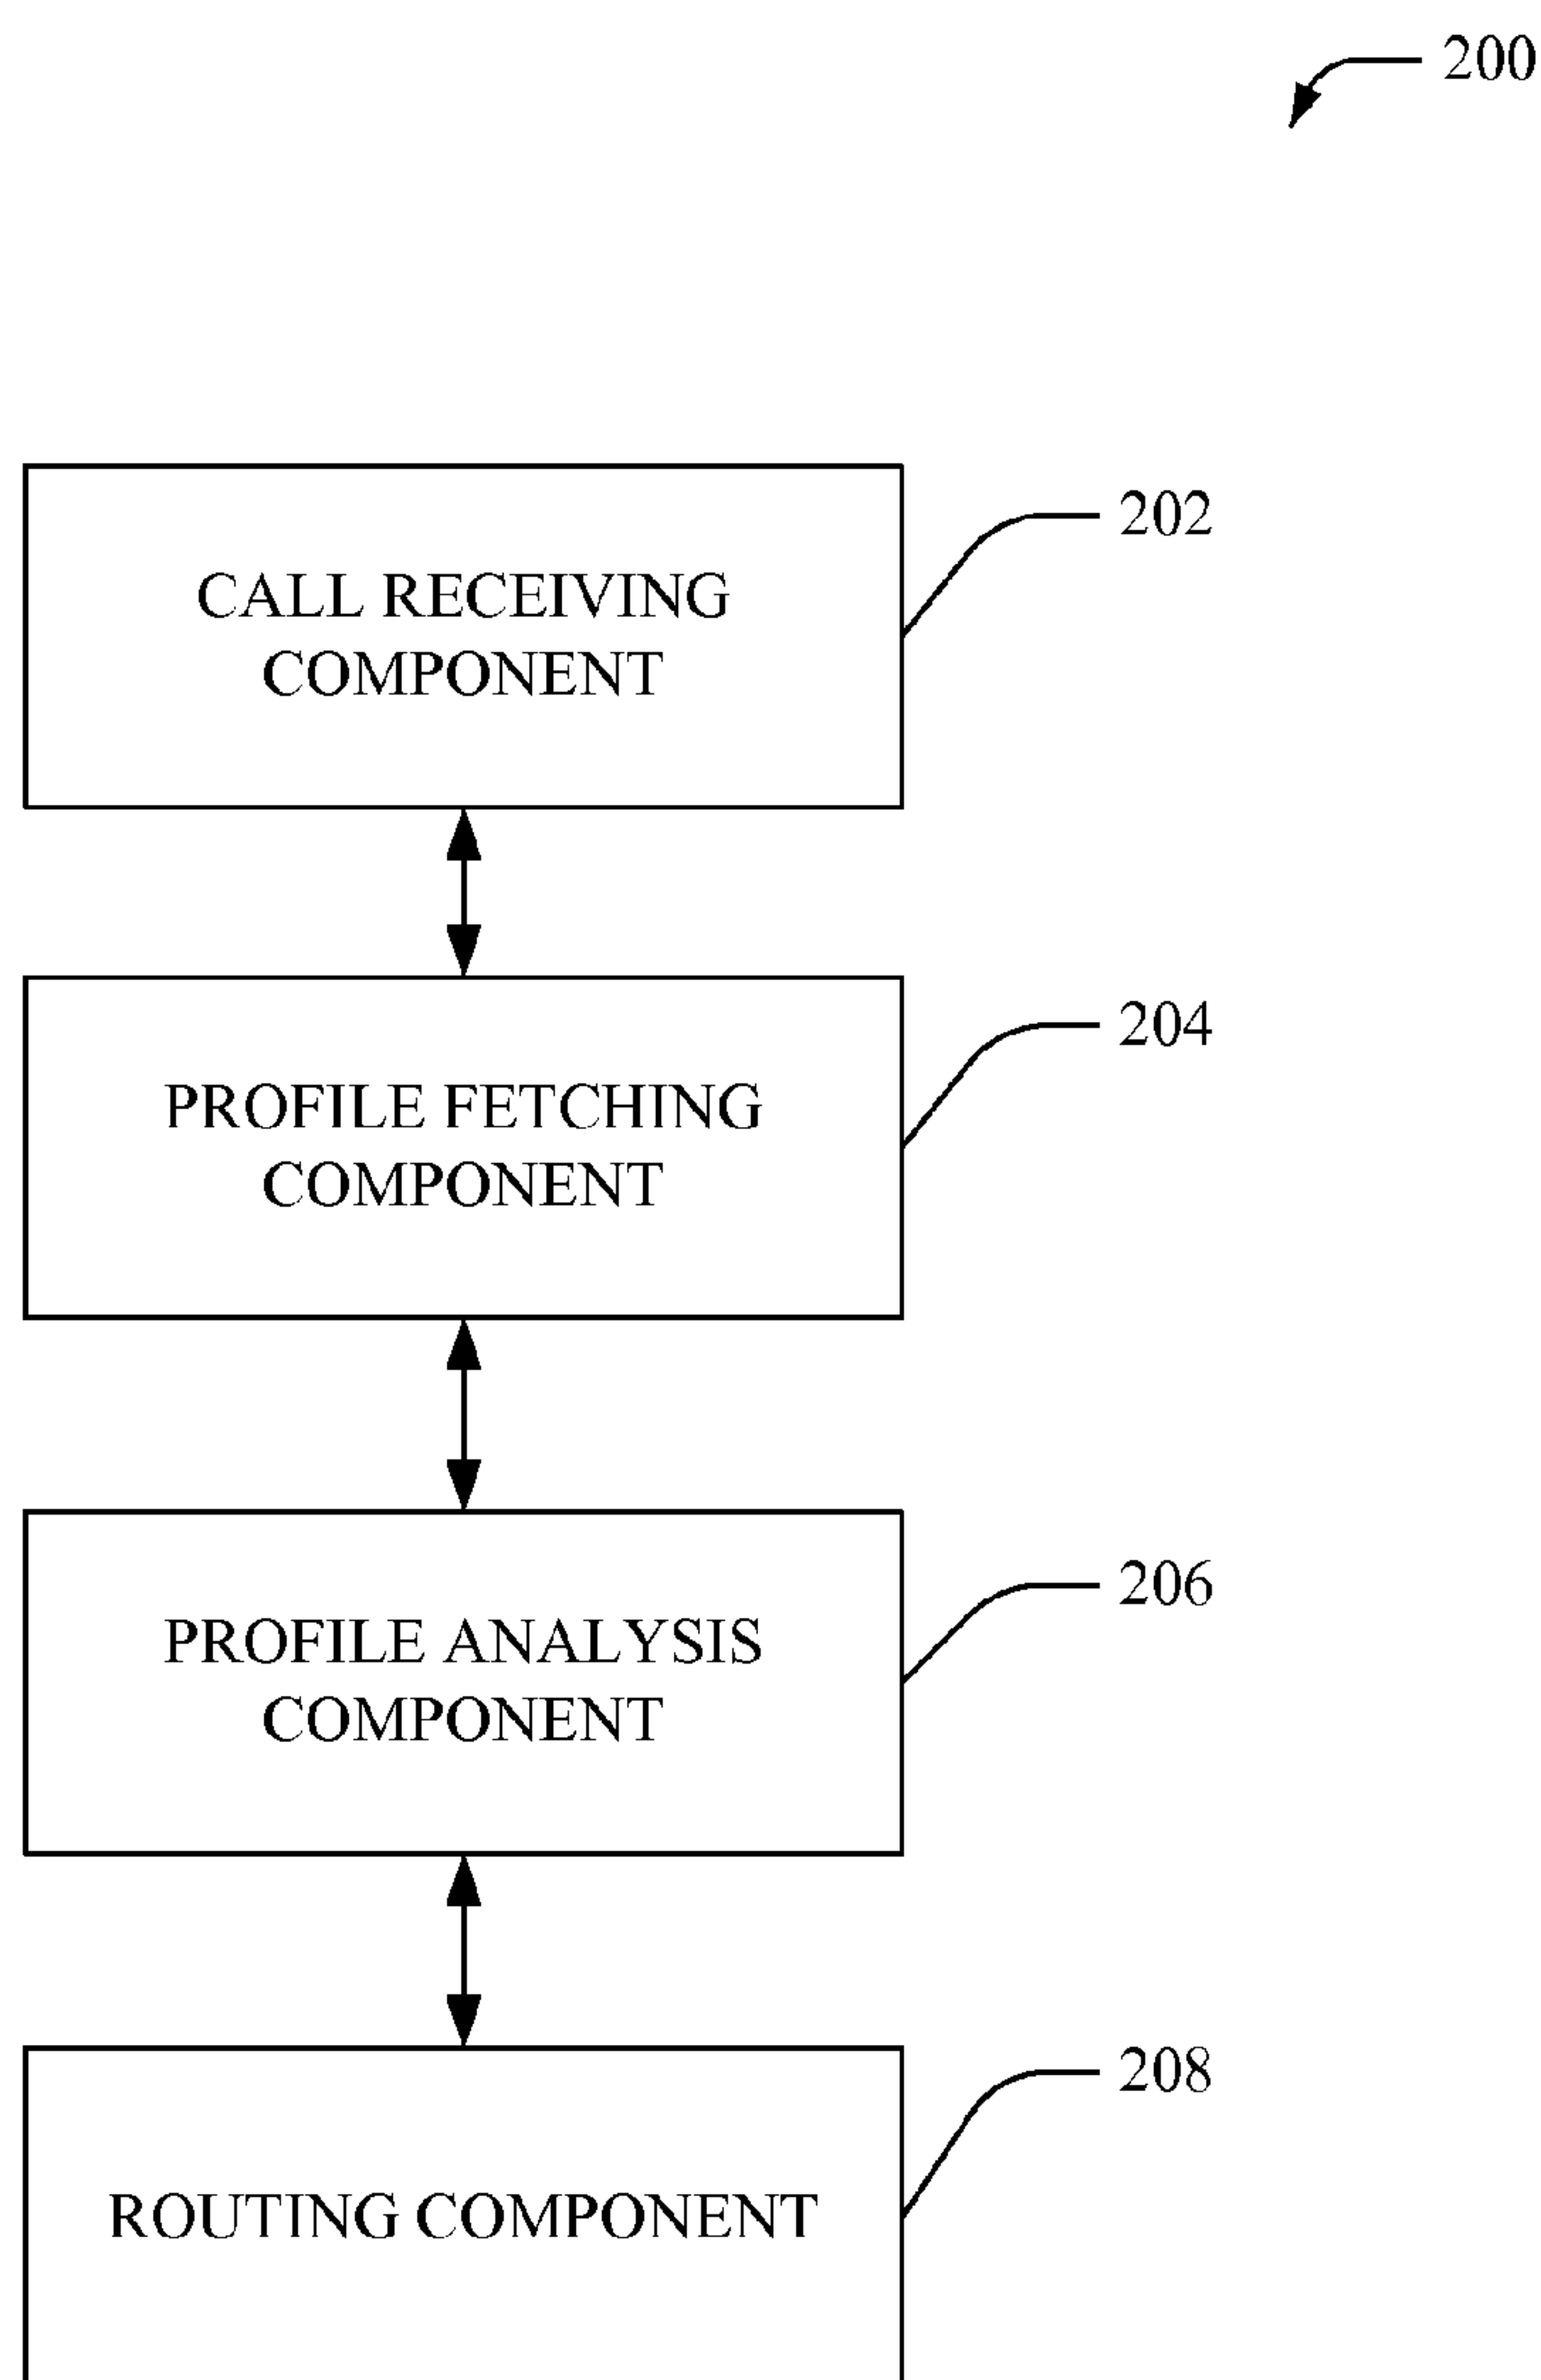 200
CALL RECEIVING
COMPONENT
202
PROFILE FETCHING
COMPONENT
204
PROFILE ANALYSIS
COMPONENT
206
ROUTING COMPONENT
208